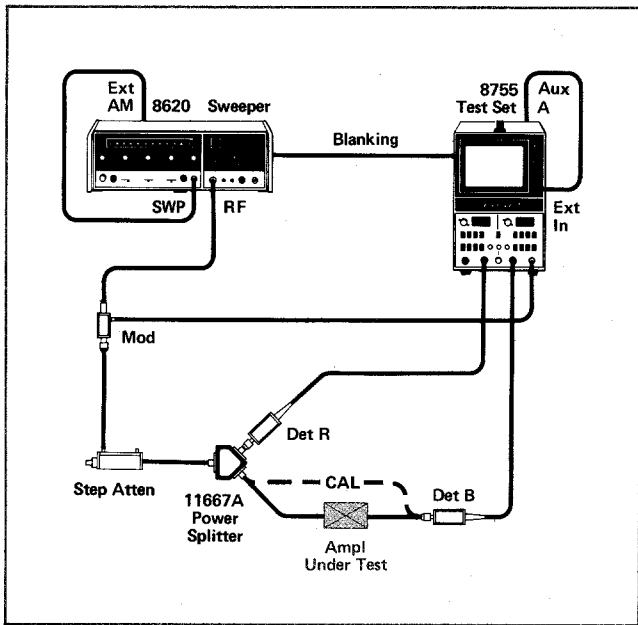 Ext
AM
8620 Sweeper
8755
Test Set
Aux
A
Blanking
SWP
RF
Ext
In
Mod
Det R
Step Atten
11667A
Power
Splitter
CAL
Det B
Ampl
Under Test